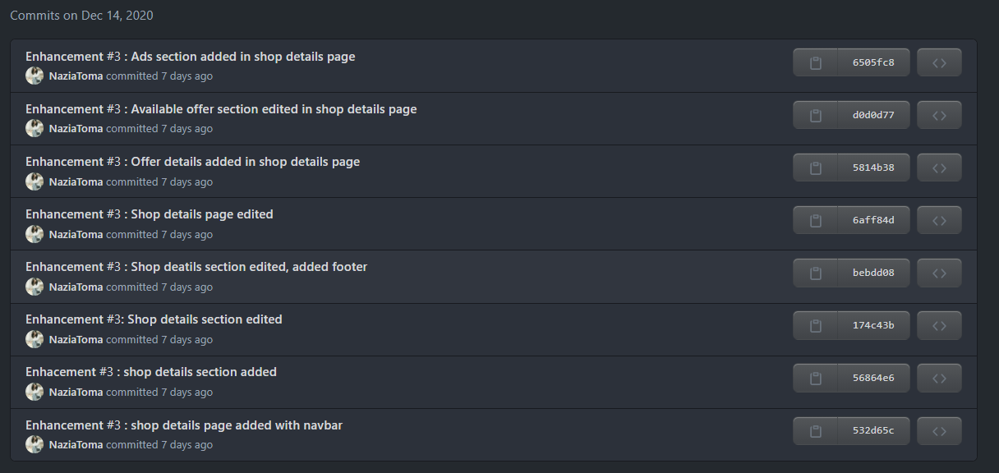 Commits on Dec 14, 2020
Enhancement #3 : Ads section added in shop details page
6505fc8
NaziaToma committed 7 days ago
Enhancement #3 : Available offer section edited in shop details page
d0d0d77
NaziaToma committed 7 days ago
Enhancement #3 : Offer details added in shop details page
5814b38
NaziaToma committed 7 days ago
Enhancement #3 : Shop details page edited
6aff84d
NaziaToma committed 7 days ago
Enhancement #3 : Shop deatils section edited, added footer
bebdd08
NaziaToma committed 7 days ago
Enhancement #3: Shop details section edited
174c43b
NaziaToma committed 7 days ago
Enhacement #3 : shop details section added
56864e6
NaziaToma committed 7 days ago
Enhancement #3 : shop details page added with navbar
532d65c
NaziaToma committed 7 days ago